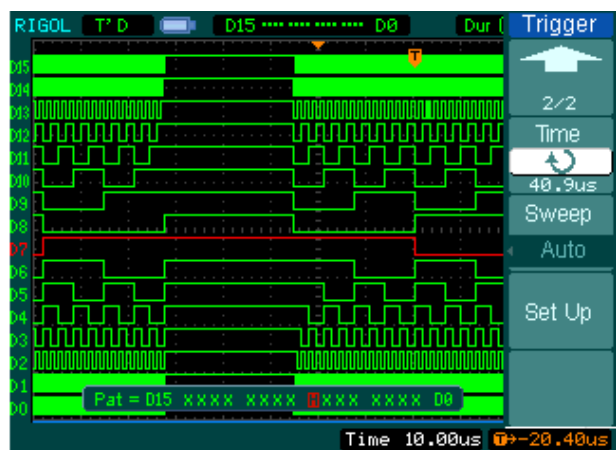 RIGOL T'D D15 ···· ···· ···· ···· D0 Dur (
Trigger
2/2
Time
40.9us
Sweep
Auto
Set Up
D15
D14
D13
D12
D11
D10
D9
D8
D7
D6
D5
D4
D3
D2
D1
D0
T
Pat = D15 XXXX XXXX HXXX XXXX D0
Time 10.00us T→-20.40us